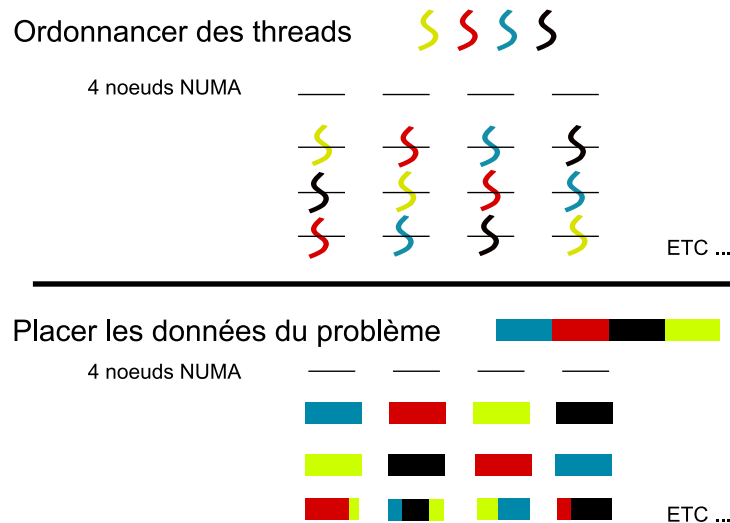 Ordonnancer des threads
4 noeuds NUMA
ETC ...
Placer les données du problème
4 noeuds NUMA
ETC ...